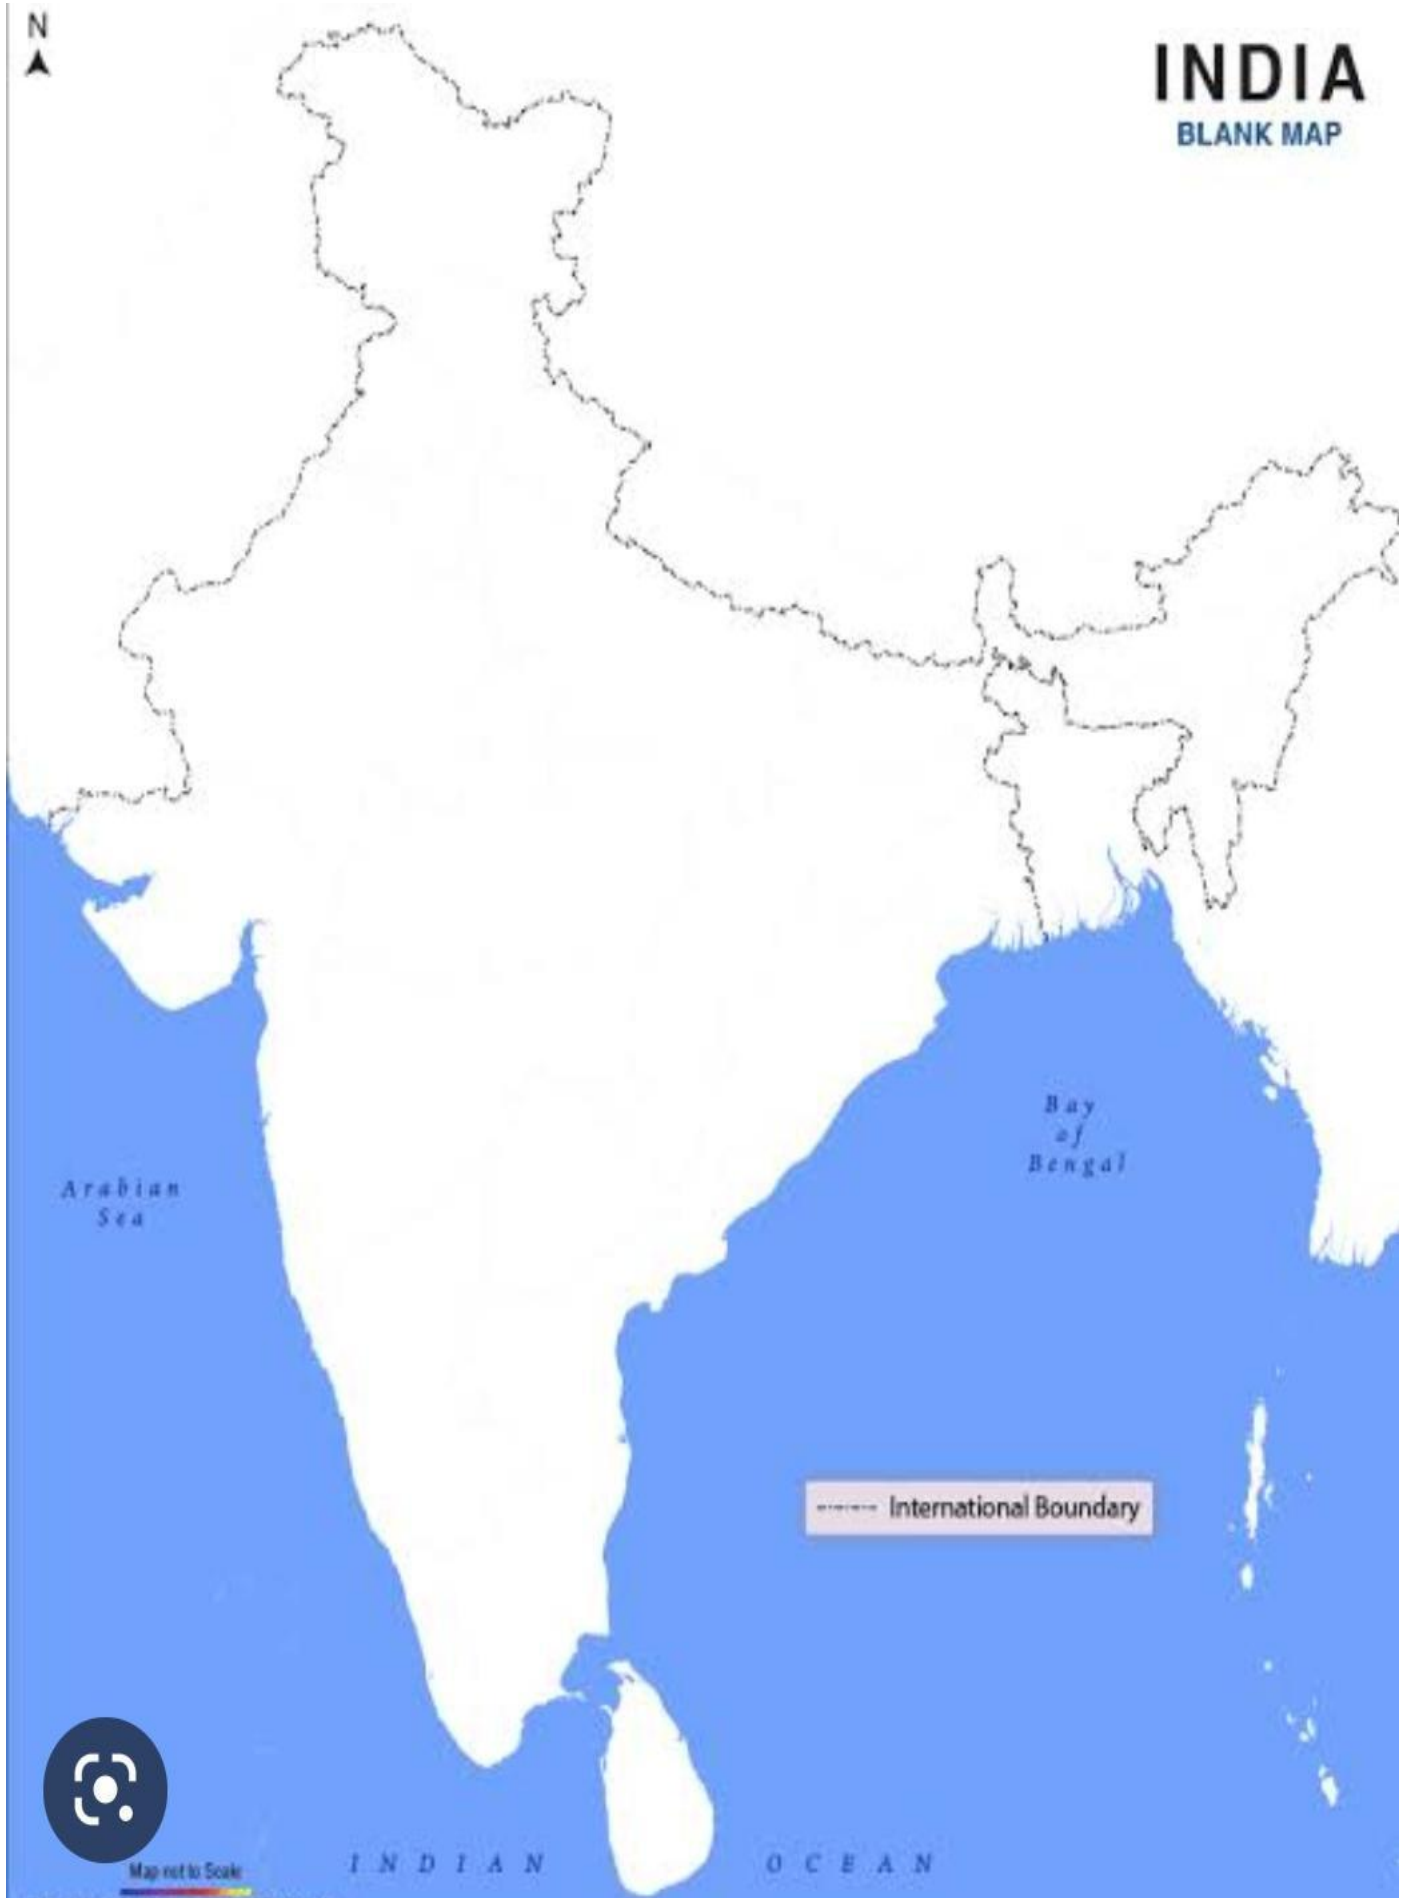 N
INDIA
BLANK MAP
Bay
of
Bengal
Arabian
Sea
International Boundary
Map not to Scale
INDIAN OCEAN